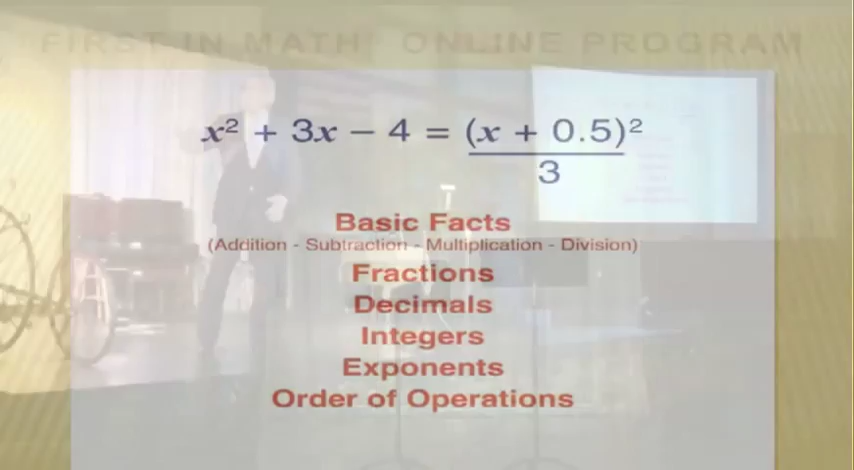 FIRST IN MATH® ONLINE PROGRAM
x² + 3x − 4 = (x + 0.5)²
3
Basic Facts
(Addition - Subtraction - Multiplication - Division)
Fractions
Decimals
Integers
Exponents
Order of Operations